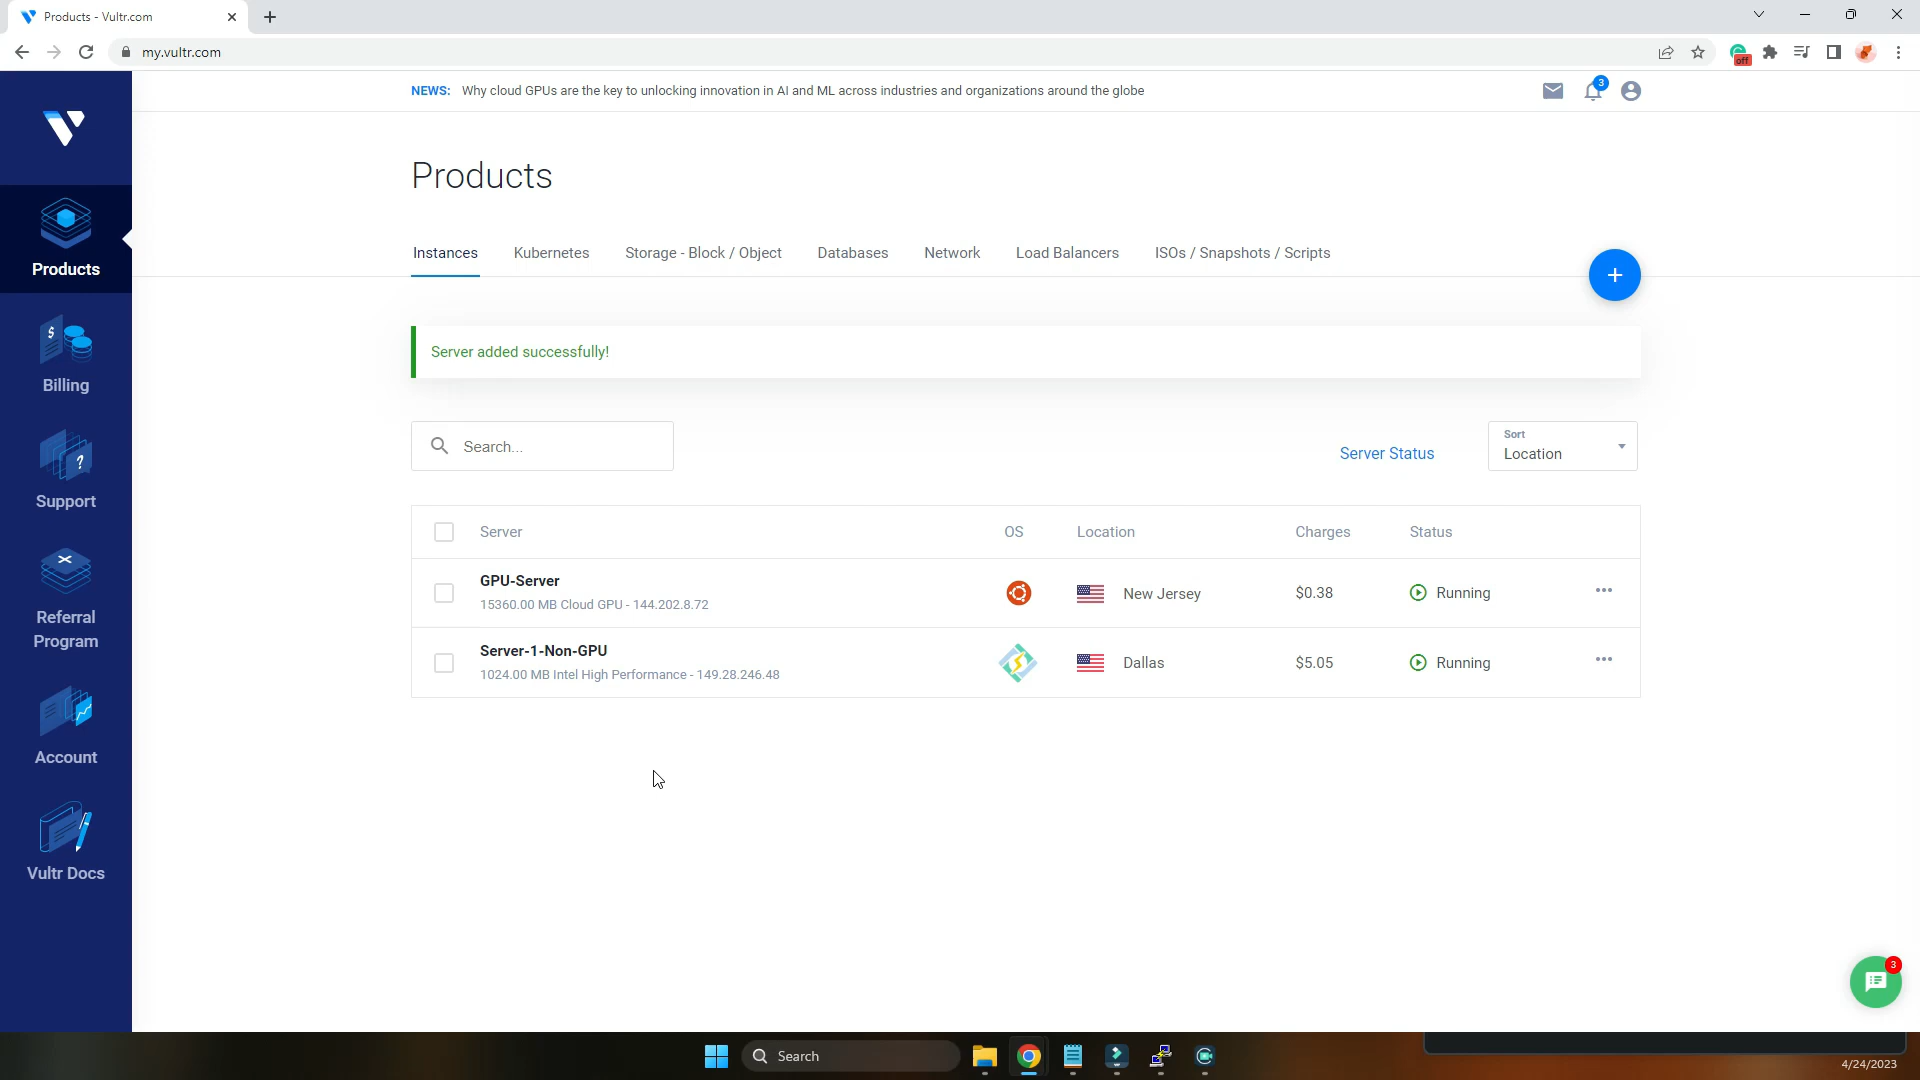 Products - Vultr.com
my.vultr.com
off
NEWS: Why cloud GPUs are the key to unlocking innovation in AI and ML across industries and organizations around the globe
3
Products
Instances Kubernetes Storage - Block / Object Databases Network Load Balancers ISOs / Snapshots / Scripts
+
Server added successfully!
Search...
Server Status
Sort
Location
Server OS Location Charges Status
GPU-Server
15360.00 MB Cloud GPU - 144.202.8.72
New Jersey $0.38 Running
Server-1-Non-GPU
1024.00 MB Intel High Performance - 149.28.246.48
Dallas $5.05 Running
Products
$
Billing
?
Support
Referral
Program
Account
Vultr Docs
3
Search
4/24/2023